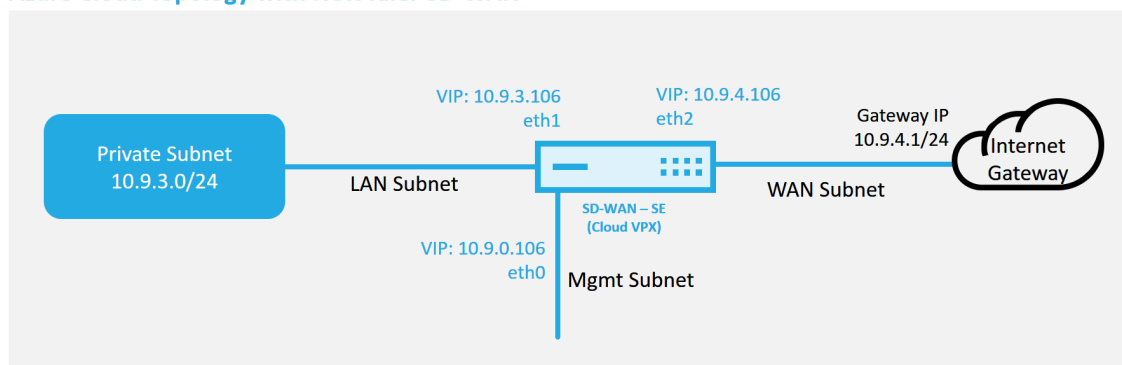 VIP: 10.9.3.106
eth1
VIP: 10.9.4.106
eth2
Gateway IP
10.9.4.1/24
Internet
Gateway
Private Subnet
10.9.3.0/24
LAN Subnet
WAN Subnet
SD-WAN – SE
(Cloud VPX)
VIP: 10.9.0.106
eth0
Mgmt Subnet